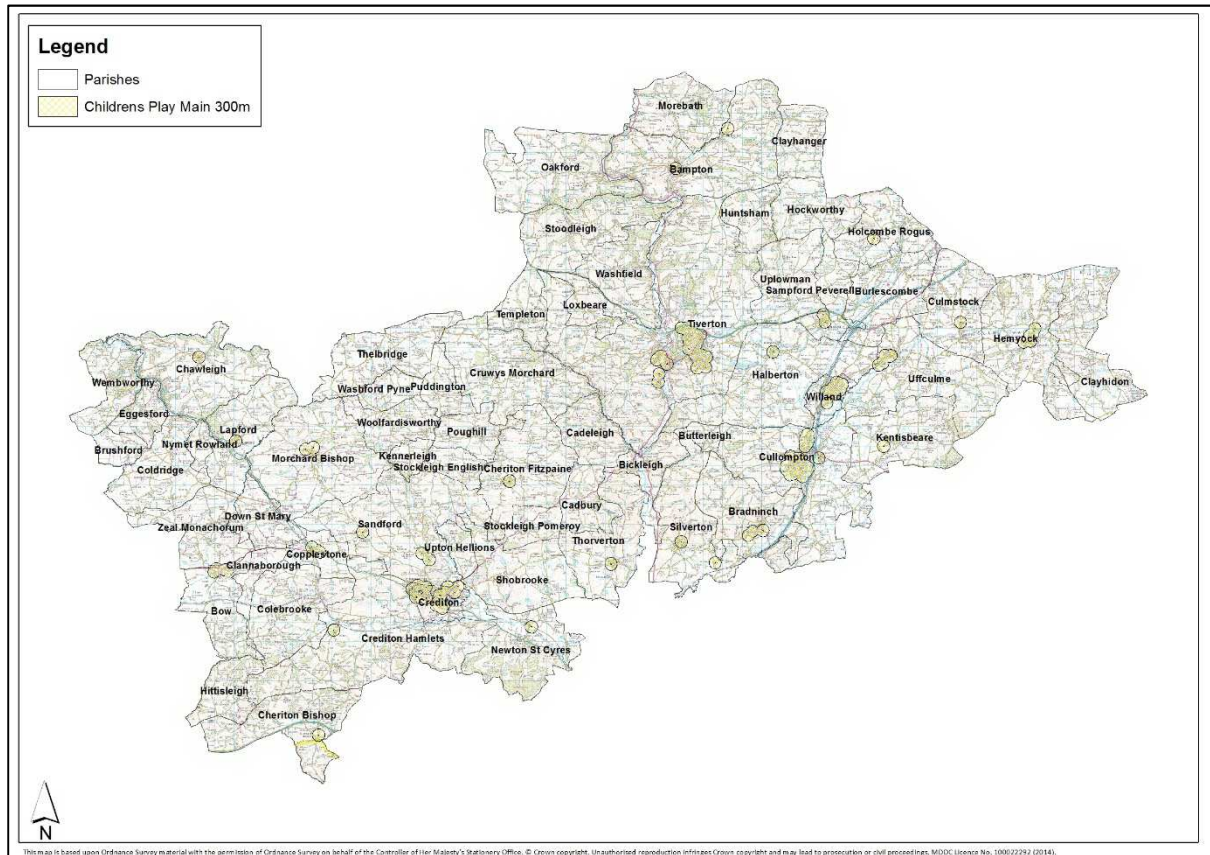 Legend
Parishes
Childrens Play Main 300m
Morebath
Clayhanger
Oakford
Bampton
Huntsham
Hockworthy
Stoodleigh
Holcombe Rogus
Washfield
Uplowman
Sampford Peverell
Burlescombe
Loxbeare
Culmstock
Templeton
Tiverton
Hemyock
Thelbridge
Chawleigh
Cruwys Morchard
Halberton
Uffculme
Clayhidon
Wembworthy
Washford Pyne
Puddington
Willand
Eggesford
Woolfardisworthy
Poughill
Cadeleigh
Butterleigh
Kentisbeare
Lapford
Nymet Rowland
Brushford
Morchard Bishop
Kennerleigh
Cullompton
Coldridge
Stockleigh English
Cheriton Fitzpaine
Bickleigh
Cadbury
Bradninch
Down St Mary
Zeal Monachorum
Sandford
Stockleigh Pomeroy
Thorverton
Silverton
Copplestone
Upton Hellions
Clannaborough
Shobrooke
Crediton
Bow
Colebrooke
Crediton Hamlets
Newton St Cyres
Hittisleigh
Cheriton Bishop
N
This map is based upon Ordnance Survey material with the permission of Ordnance Survey on behalf of the Controller of Her Majesty's Stationery Office. © Crown copyright. Unauthorised reproduction infringes Crown copyright and may lead to prosecution or civil proceedings. MDDC Licence No. 100022292 (2014).